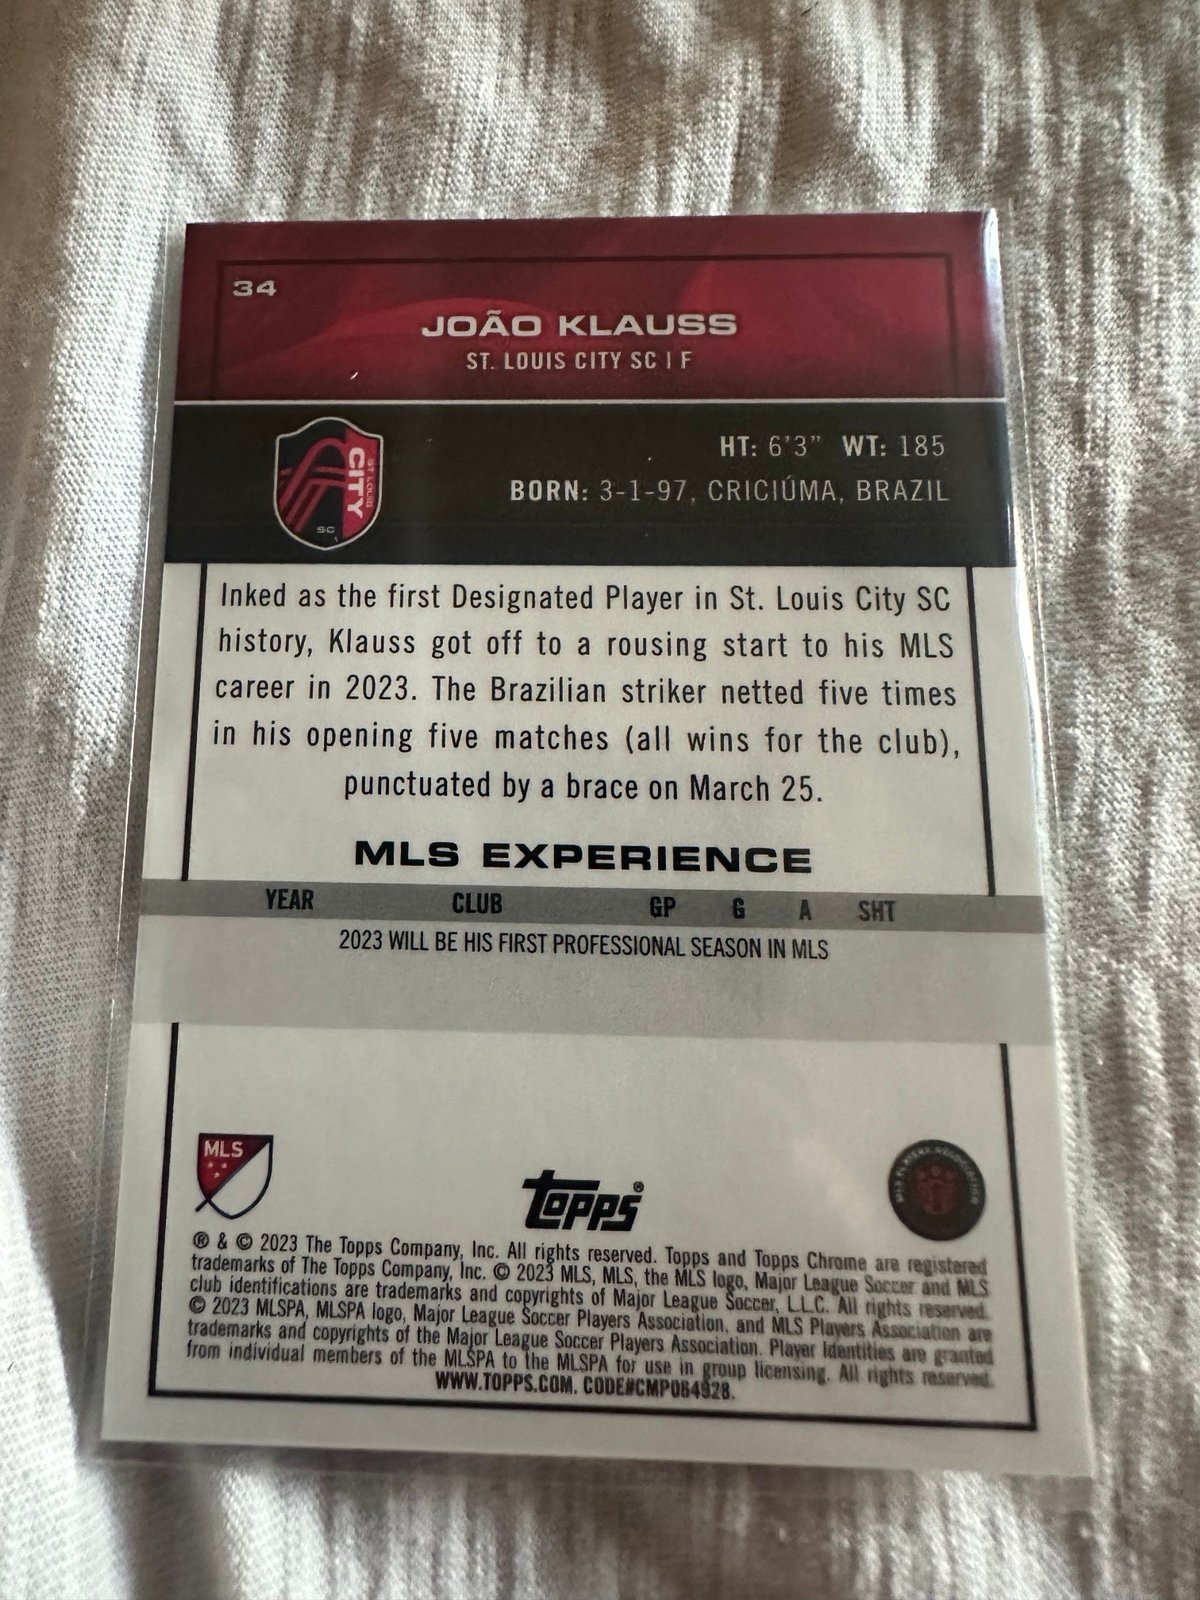 34
JOÃO KLAUSS
ST. LOUIS CITY SC | F
ST LOUIS
CITY
SC
HT: 6'3" WT: 185
BORN: 3-1-97, CRICIÚMA, BRAZIL
Inked as the first Designated Player in St. Louis City SC
history, Klauss got off to a rousing start to his MLS
career in 2023. The Brazilian striker netted five times
in his opening five matches (all wins for the club),
punctuated by a brace on March 25.
MLS EXPERIENCE
YEAR CLUB GP G A SHT
2023 WILL BE HIS FIRST PROFESSIONAL SEASON IN MLS
MLS
topps®
® & © 2023 The Topps Company, Inc. All rights reserved. Topps and Topps Chrome are registered
trademarks of The Topps Company, Inc. © 2023 MLS, MLS, the MLS logo, Major League Soccer and MLS
club identifications are trademarks and copyrights of Major League Soccer, L.L.C. All rights reserved.
© 2023 MLSPA, MLSPA logo, Major League Soccer Players Association, and MLS Players Association are
trademarks and copyrights of the Major League Soccer Players Association. Player Identities are granted
from individual members of the MLSPA to the MLSPA for use in group licensing. All rights reserved.
WWW.TOPPS.COM. CODE#CMP084928.